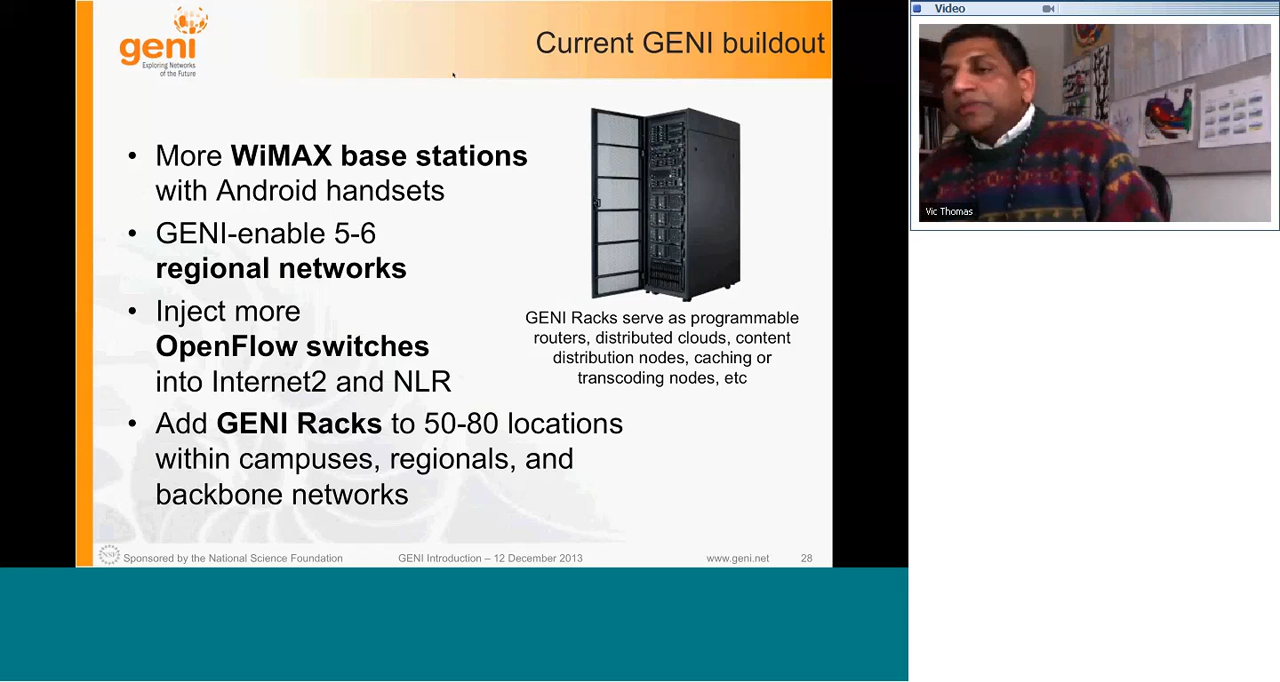 geni
Exploring Networks
of the Future
Current GENI buildout
• More WiMAX base stations
with Android handsets
• GENI-enable 5-6
regional networks
• Inject more
OpenFlow switches
into Internet2 and NLR
• Add GENI Racks to 50-80 locations
within campuses, regionals, and
backbone networks
GENI Racks serve as programmable
routers, distributed clouds, content
distribution nodes, caching or
transcoding nodes, etc
NSF
Sponsored by the National Science Foundation
GENI Introduction – 12 December 2013
www.geni.net
28
Video
Vic Thomas